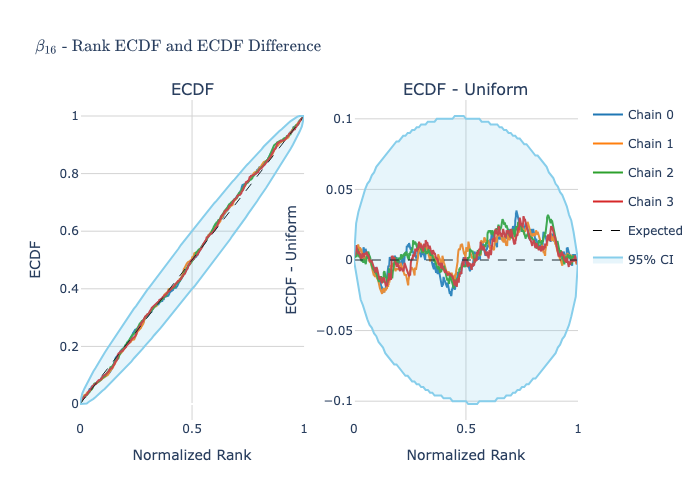 β₁₆ - Rank ECDF and ECDF Difference
ECDF
ECDF - Uniform
ECDF
1
0.8
0.6
0.4
0.2
0
0
0.5
1
Normalized Rank
ECDF - Uniform
0.1
0.05
0
−0.05
−0.1
0
0.5
1
Normalized Rank
Chain 0
Chain 1
Chain 2
Chain 3
Expected
95% CI